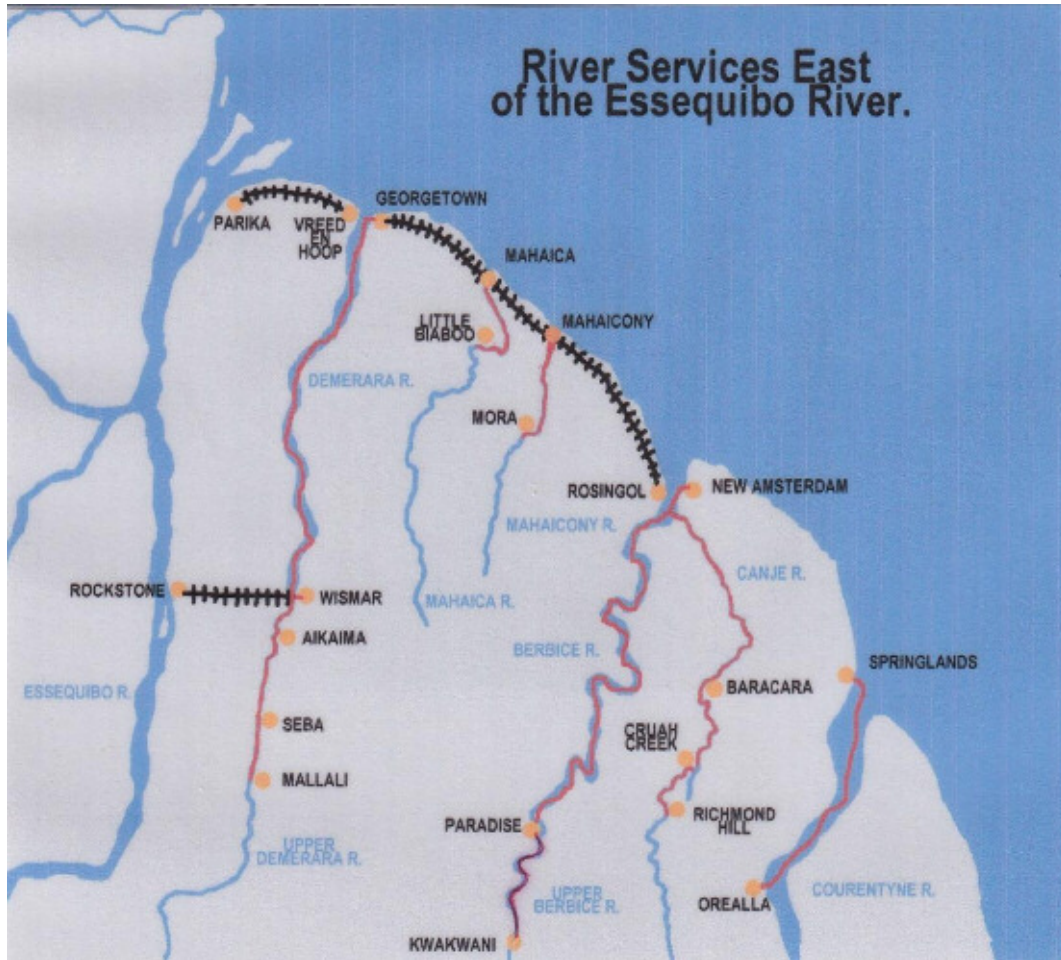 River Services East
of the Essequibo River.
GEORGETOWN
PARIKA
VREED
EN
HOOP
MAHAICA
LITTLE
BIABOO
MAHAICONY
DEMERARA R.
MORA
ROSINGOL
NEW AMSTERDAM
MAHAICONY R.
CANJE R.
ROCKSTONE
WISMAR
MAHAICA R.
AIKAIMA
BERBICE R.
SPRINGLANDS
ESSEQUIBO R.
BARACARA
SEBA
CRUAH
CREEK
MALLALI
RICHMOND
HILL
PARADISE
UPPER
DEMERARA R.
UPPER
BERBICE R.
COURENTYNE R.
OREALLA
KWAKWANI